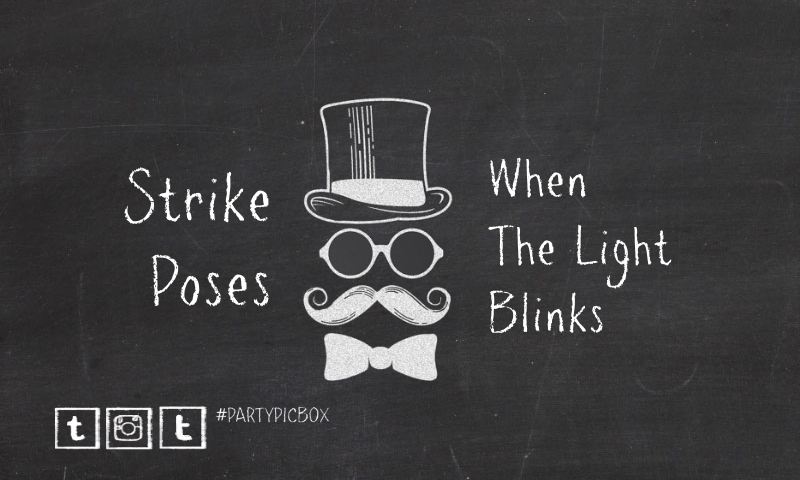 Strike
Poses
When
The Light
Blinks
t
t
#PARTYPICBOX